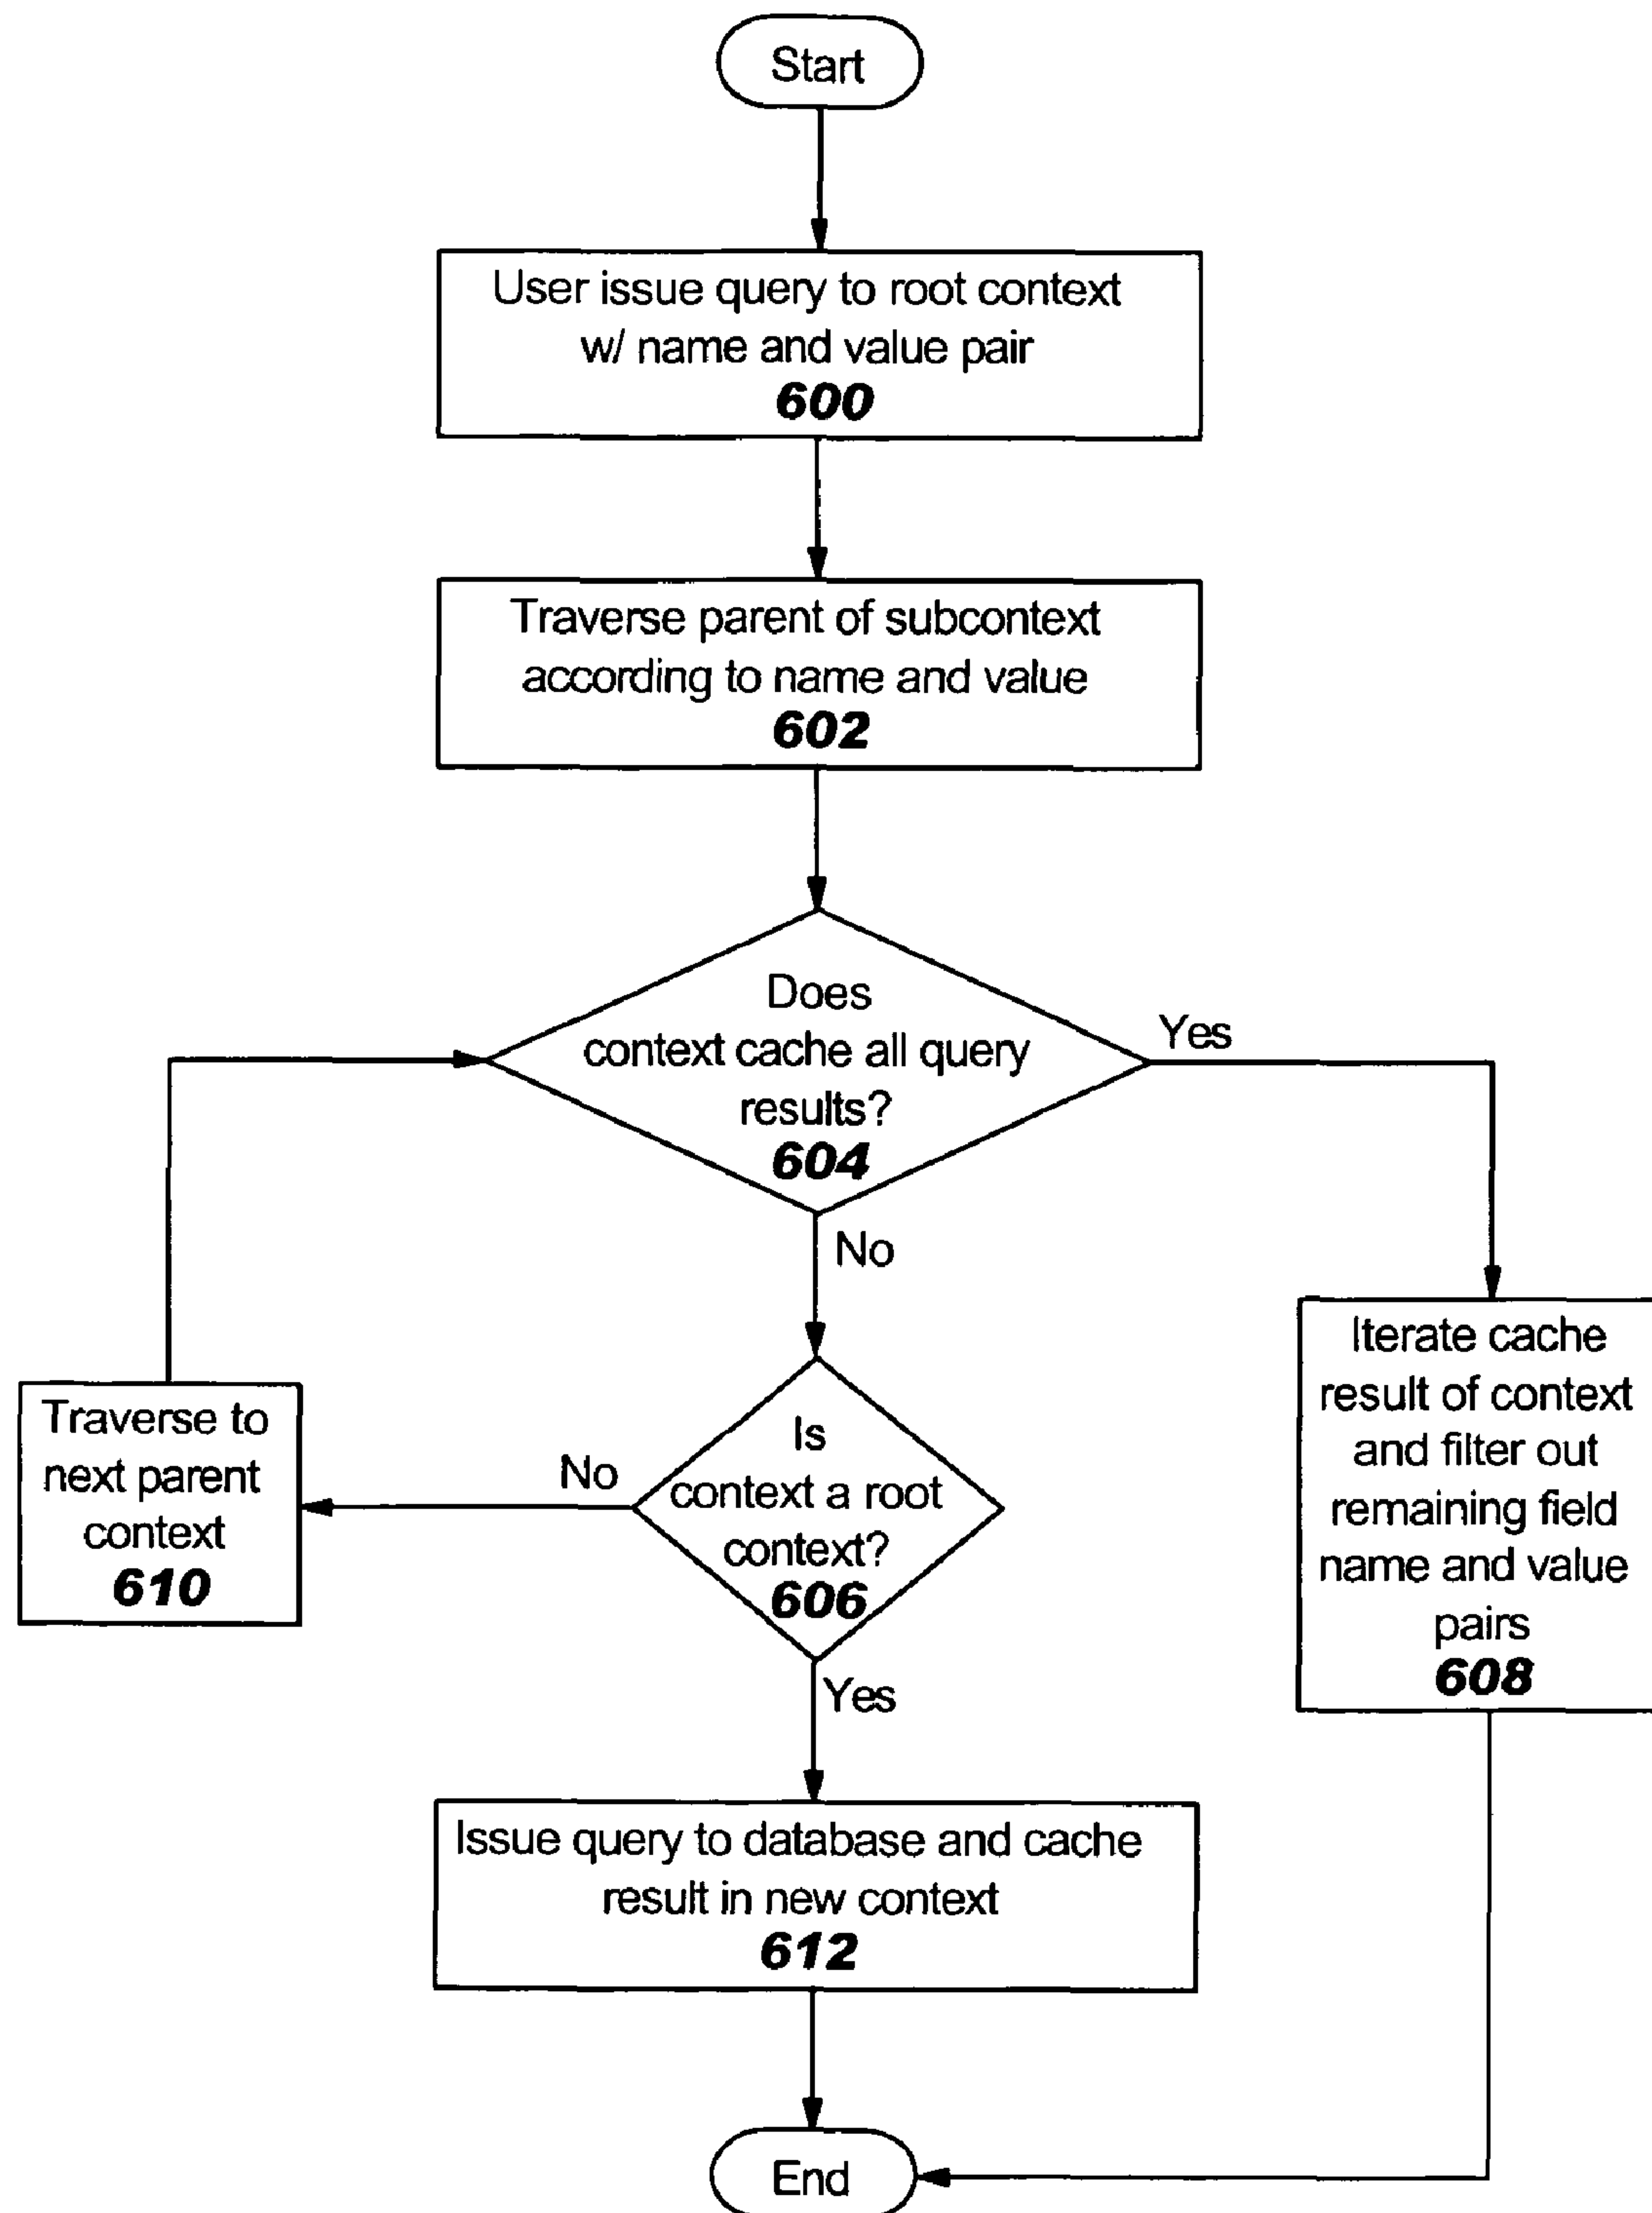 Start
User issue query to root context
w/ name and value pair
600
Traverse parent of subcontext
according to name and value
602
Does
context cache all query
results?
604
Yes
No
Is
context a root
context?
606
No
Traverse to
next parent
context
610
Iterate cache
result of context
and filter out
remaining field
name and value
pairs
608
Yes
Issue query to database and cache
result in new context
612
End